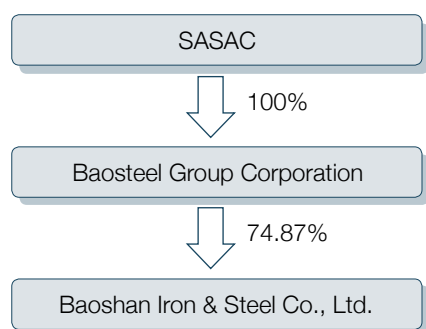 SASAC
100%
Baosteel Group Corporation
74.87%
Baoshan Iron & Steel Co., Ltd.